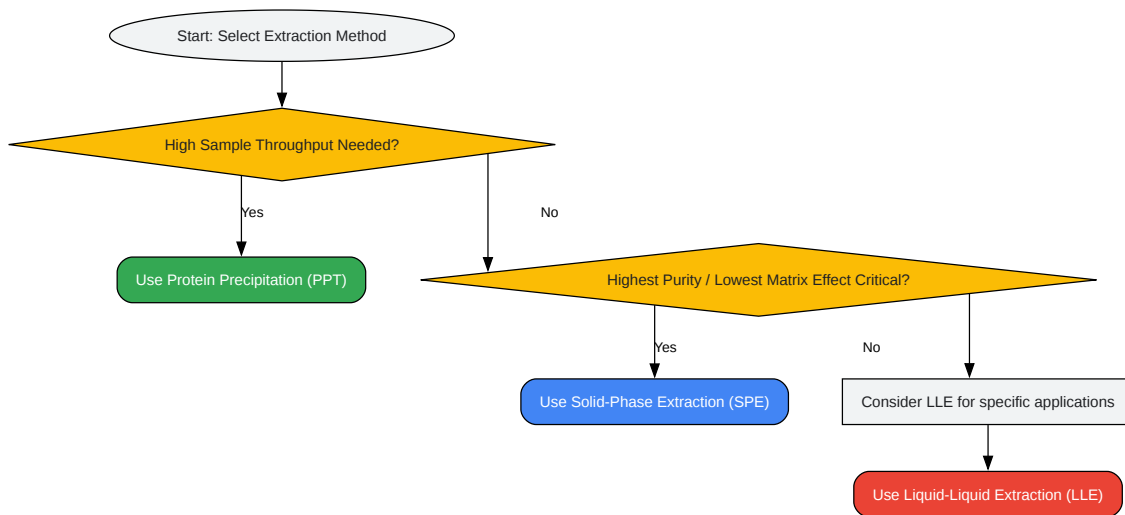 Start: Select Extraction Method
High Sample Throughput Needed?
Yes
No
Use Protein Precipitation (PPT)
Highest Purity / Lowest Matrix Effect Critical?
Yes
No
Use Solid-Phase Extraction (SPE)
Consider LLE for specific applications
Use Liquid-Liquid Extraction (LLE)